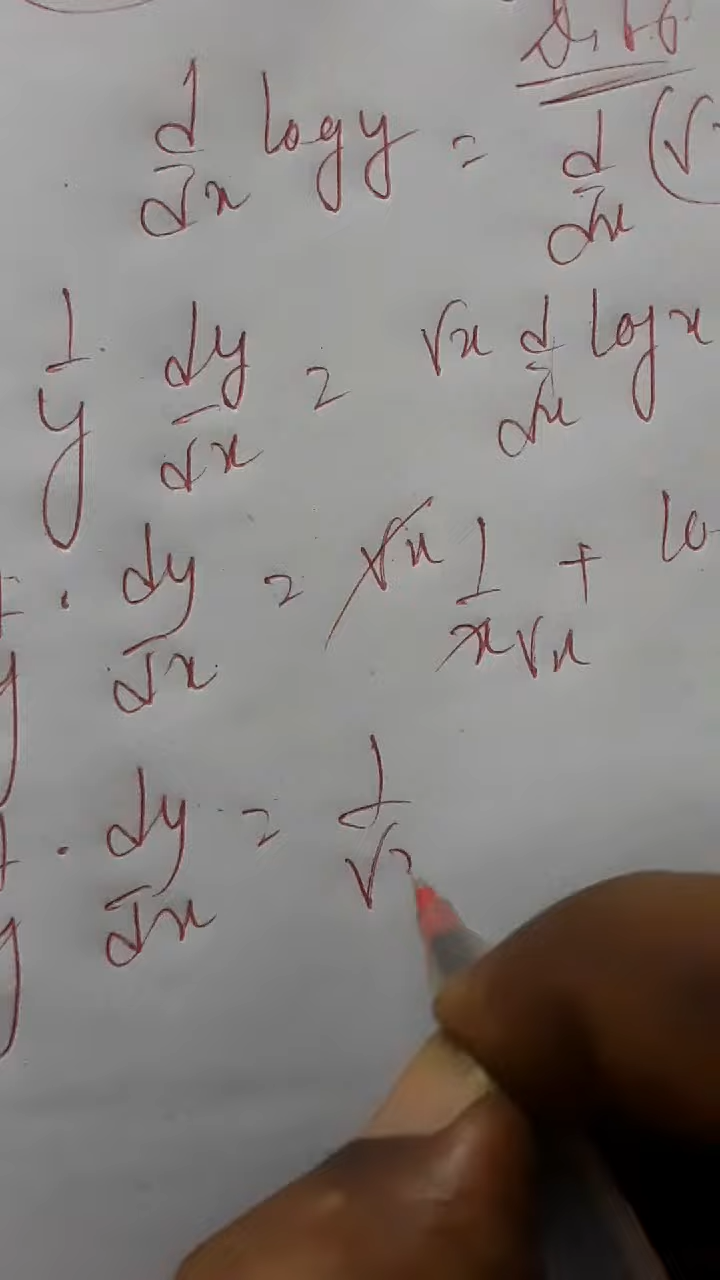 Diff
d/dx log y = d/dx (√
1/y · dy/dx = √x d/dx log x
· dy/dx = √x 1/x√x + lo
· dy/dx = 1/√x